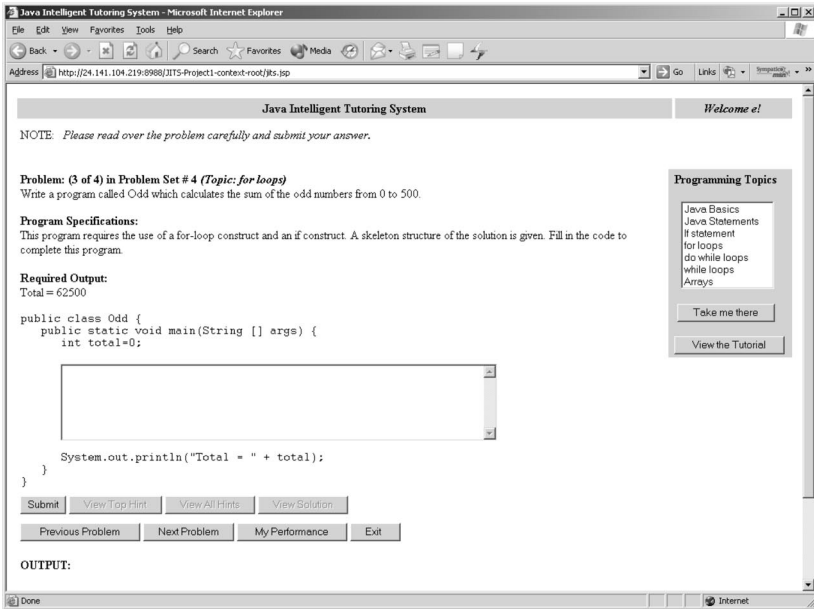 Java Intelligent Tutoring System - Microsoft Internet Explorer
File Edit View Favorites Tools Help
Back Search Favorites Media
Address http://24.141.104.219:8988/JITS-Project1-context-root/jits.jsp Go Links
Java Intelligent Tutoring System
Welcome e!
NOTE: Please read over the problem carefully and submit your answer.
Problem: (3 of 4) in Problem Set # 4 (Topic: for loops)
Write a program called Odd which calculates the sum of the odd numbers from 0 to 500.
Program Specifications:
This program requires the use of a for-loop construct and an if construct. A skeleton structure of the solution is given. Fill in the code to
complete this program.
Required Output:
Total = 62500
public class Odd {
public static void main(String [] args) {
int total=0;
System.out.println("Total = " + total);
}
}
Submit View Top Hint View All Hints View Solution
Previous Problem Next Problem My Performance Exit
OUTPUT:
Programming Topics
Java Basics
Java Statements
If statement
for loops
do while loops
while loops
Arrays
Take me there
View the Tutorial
Done Internet